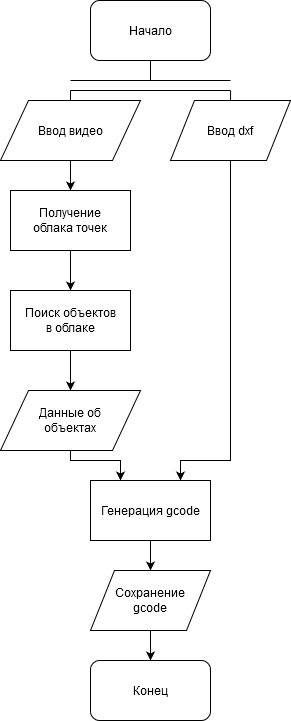 Начало
Ввод видео
Ввод dxf
Получение
облака точек
Поиск объектов
в облаке
Данные об
объектах
Генерация gcode
Сохранение
gcode
Конец